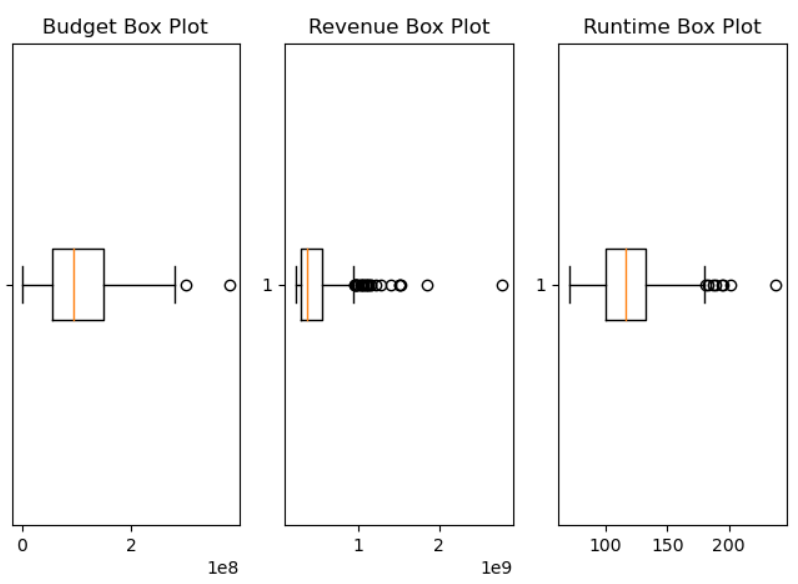 Budget Box Plot
Revenue Box Plot
Runtime Box Plot
1
1
0 2
1 2
100 150 200
1e8
1e9